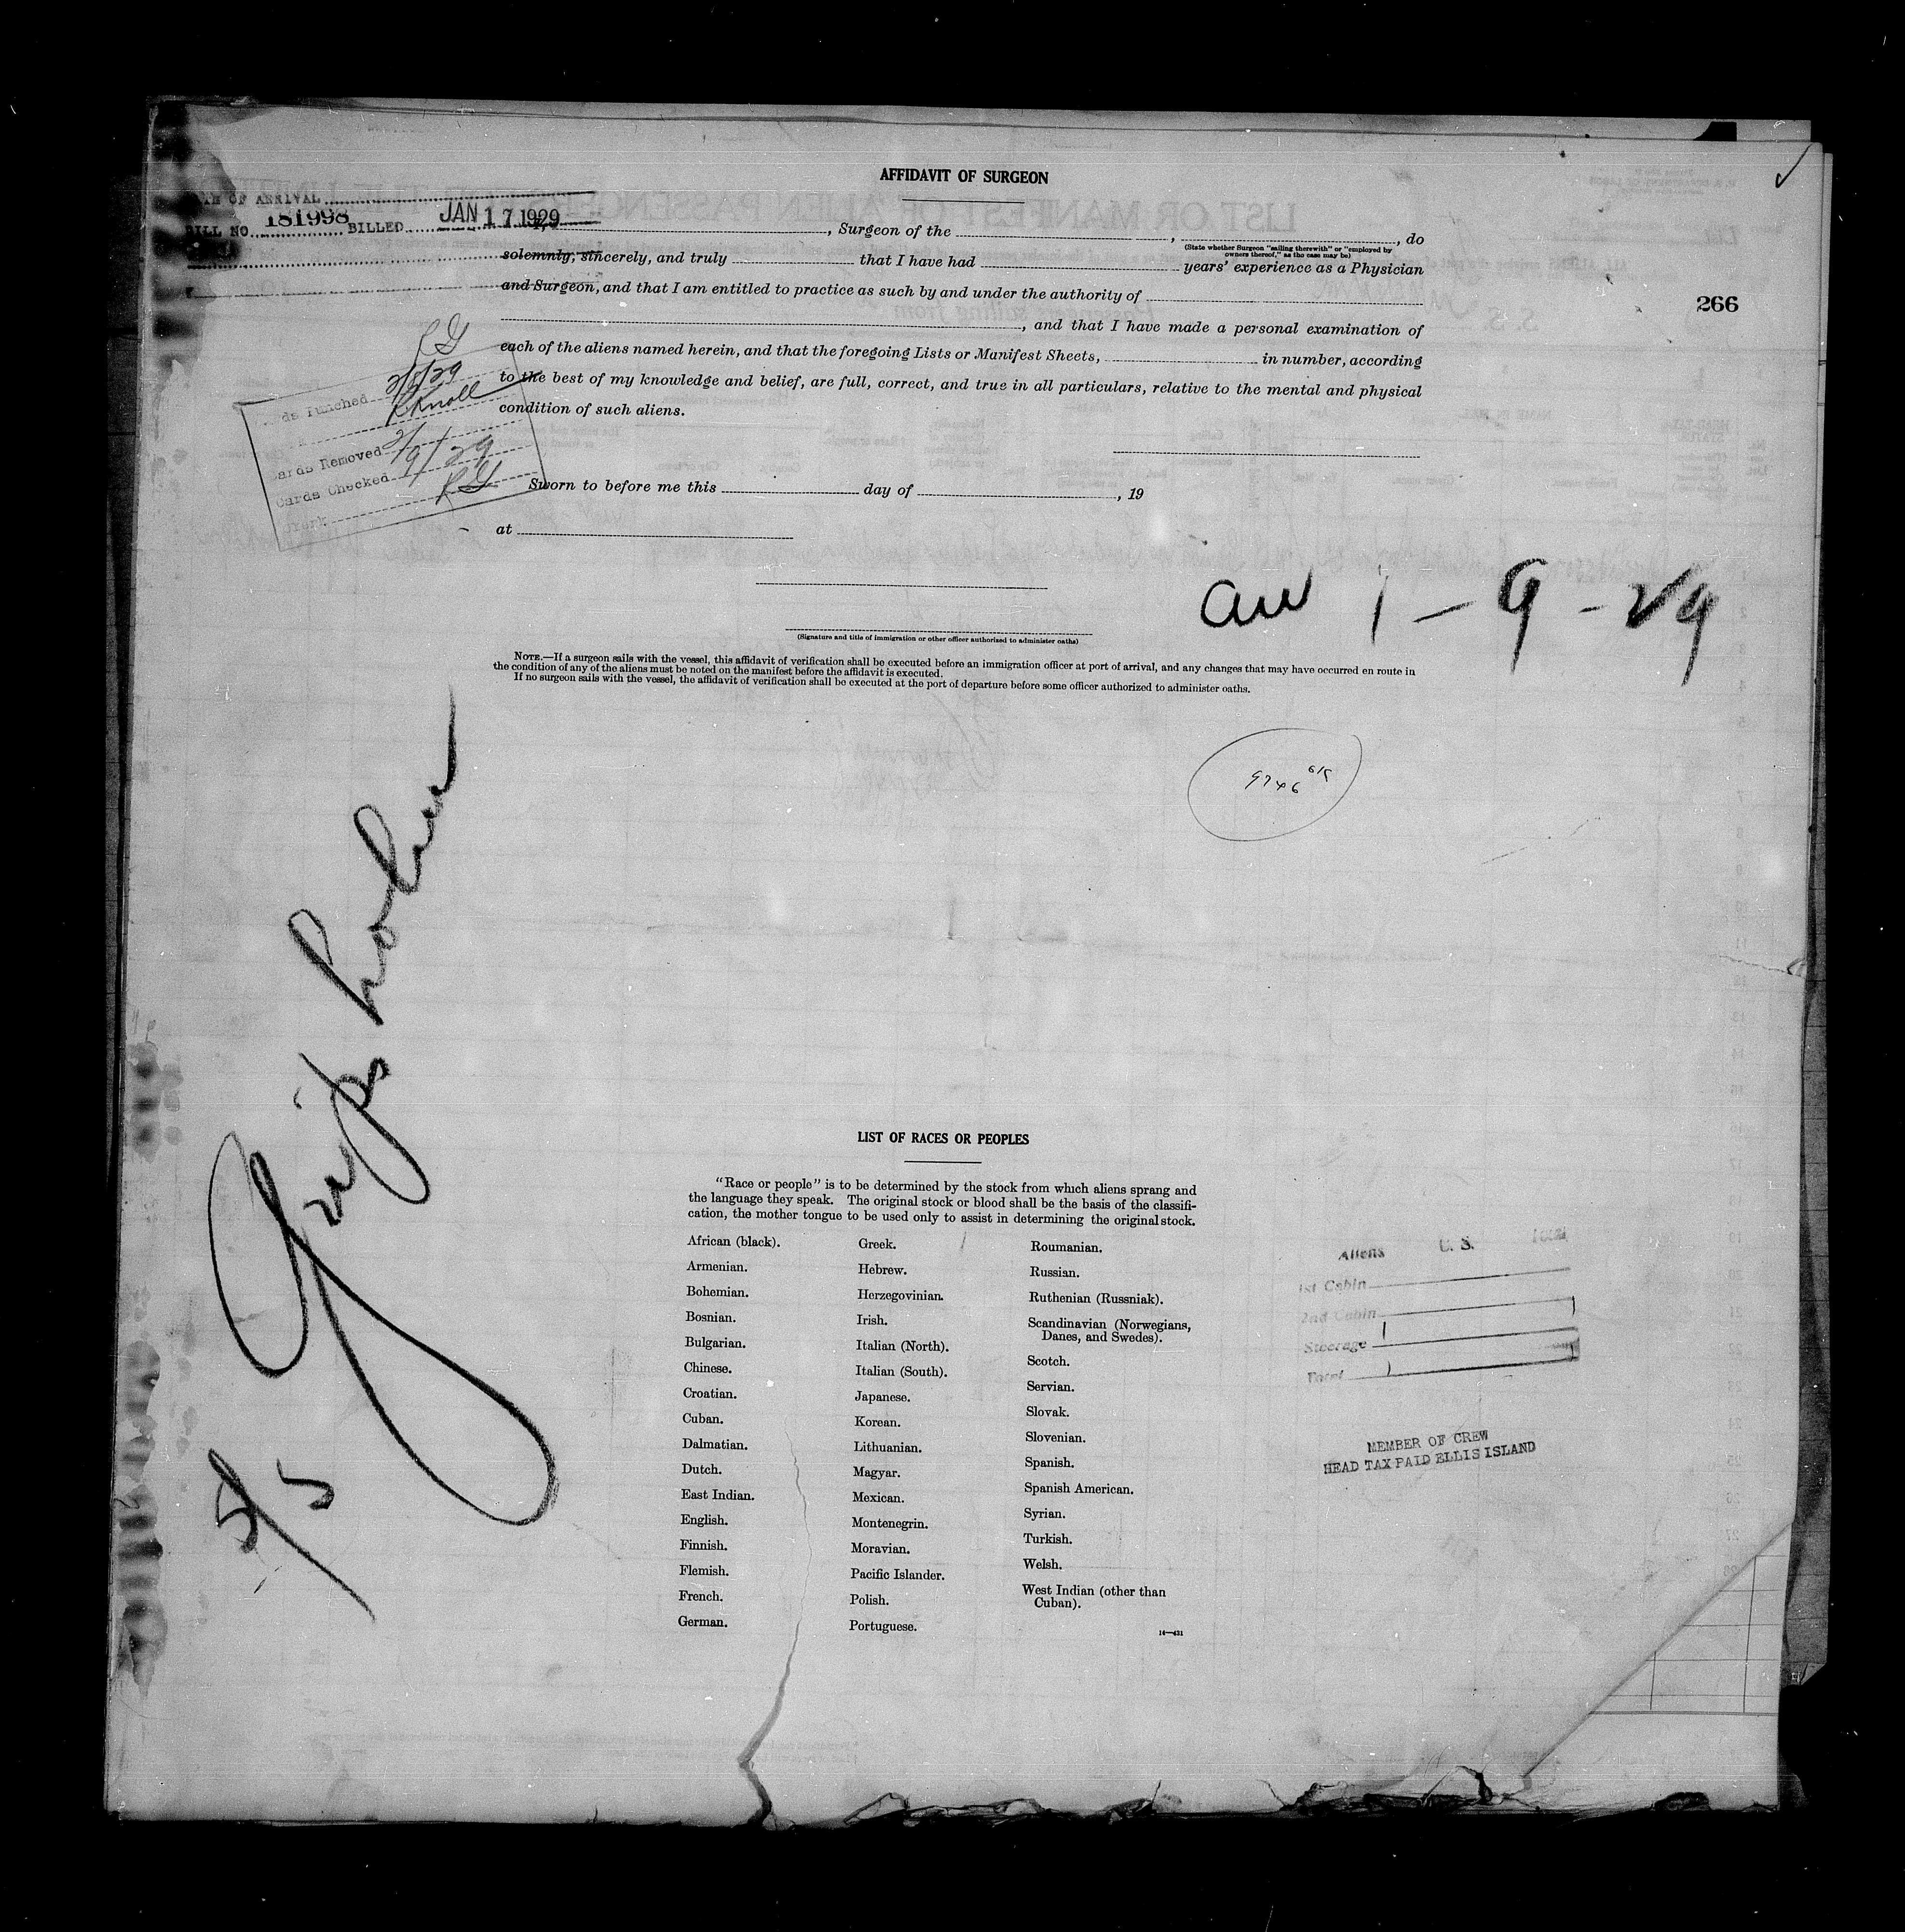 AFFIDAVIT OF SURGEON
OF ARRIVAL
BILL NO. 181998 BILLED JAN 17 1929
I, , Surgeon of the , , do
(State whether Surgeon "sailing therewith" or "employed by
owners thereof," as the case may be)
solemnly, sincerely, and truly that I have had years' experience as a Physician
and Surgeon, and that I am entitled to practice as such by and under the authority of
266
, and that I have made a personal examination of
each of the aliens named herein, and that the foregoing Lists or Manifest Sheets, in number, according
to the best of my knowledge and belief, are full, correct, and true in all particulars, relative to the mental and physical
condition of such aliens.
Knoll
Cards Removed
Cards Checked 2/9/29
Sworn to before me this day of , 19
at
arr 1-9-29
(Signature and title of immigration or other officer authorized to administer oaths)
NOTE.—If a surgeon sails with the vessel, this affidavit of verification shall be executed before an immigration officer at port of arrival, and any changes that may have occurred en route in
the condition of any of the aliens must be noted on the manifest before the affidavit is executed.
If no surgeon sails with the vessel, the affidavit of verification shall be executed at the port of departure before some officer authorized to administer oaths.
S/S Gripsholm
LIST OF RACES OR PEOPLES
"Race or people" is to be determined by the stock from which aliens sprang and
the language they speak. The original stock or blood shall be the basis of the classifi-
cation, the mother tongue to be used only to assist in determining the original stock.
African (black).
Armenian.
Bohemian.
Bosnian.
Bulgarian.
Chinese.
Croatian.
Cuban.
Dalmatian.
Dutch.
East Indian.
English.
Finnish.
Flemish.
French.
German.
Greek.
Hebrew.
Herzegovinian.
Irish.
Italian (North).
Italian (South).
Japanese.
Korean.
Lithuanian.
Magyar.
Mexican.
Montenegrin.
Moravian.
Pacific Islander.
Polish.
Portuguese.
Roumanian.
Russian.
Ruthenian (Russniak).
Scandinavian (Norwegians,
Danes, and Swedes).
Scotch.
Servian.
Slovak.
Slovenian.
Spanish.
Spanish American.
Syrian.
Turkish.
Welsh.
West Indian (other than
Cuban).
14—431
Aliens U. S. Total
1st Cabin
2nd Cabin
Steerage
Total
MEMBER OF CREW
HEAD TAX PAID ELLIS ISLAND